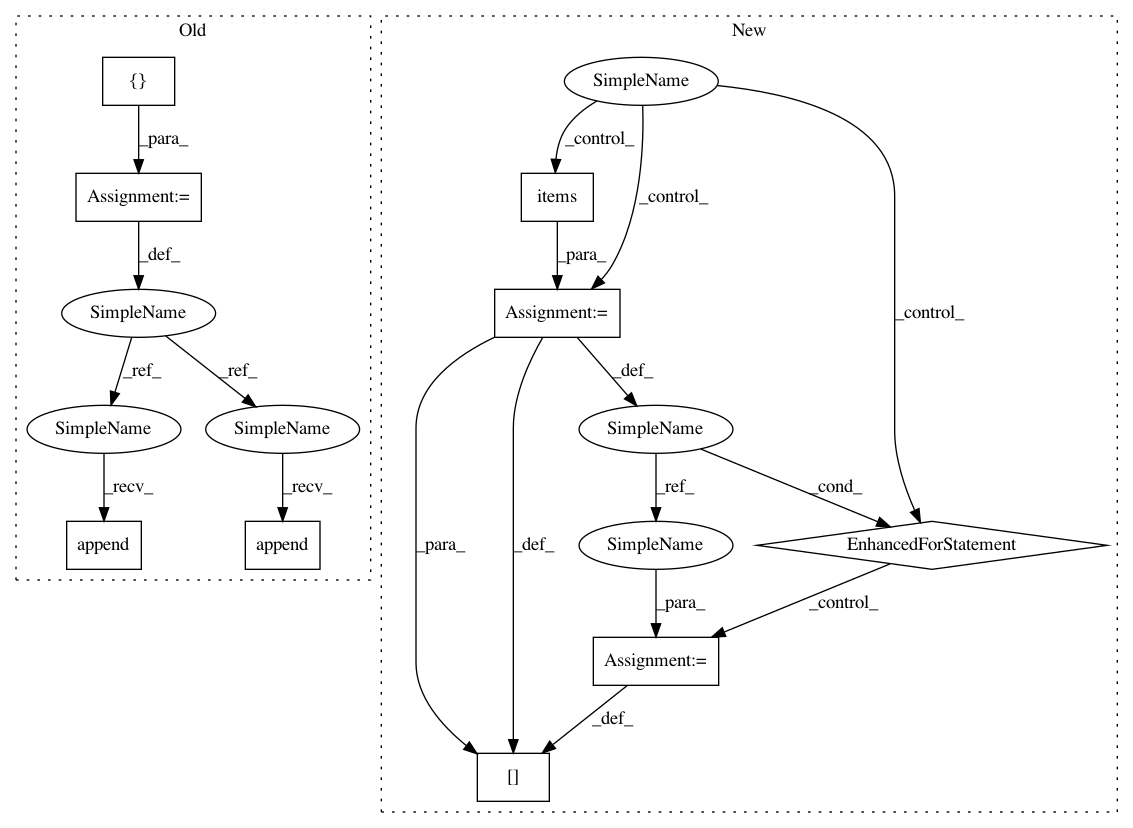 Old
New
{}
SimpleName
_para_
_control_
Assignment:=
items
_control_
_def_
_para_
SimpleName
Assignment:=
_control_
_ref_
_ref_
_def_
SimpleName
SimpleName
SimpleName
_recv_
_recv_
_ref_
_cond_
append
append
_para_
_def_
SimpleName
EnhancedForStatement
_para_
_control_
Assignment:=
_def_
[]